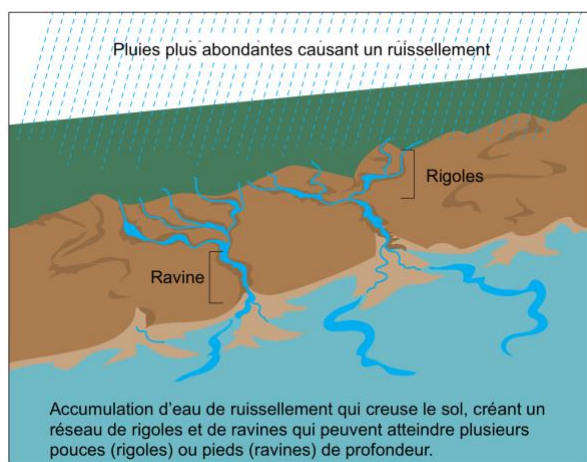 Pluies plus abondantes causant un ruissellement
Rigoles
Ravine
Accumulation d'eau de ruissellement qui creuse le sol, créant un
réseau de rigoles et de ravines qui peuvent atteindre plusieurs
pouces (rigoles) ou pieds (ravines) de profondeur.